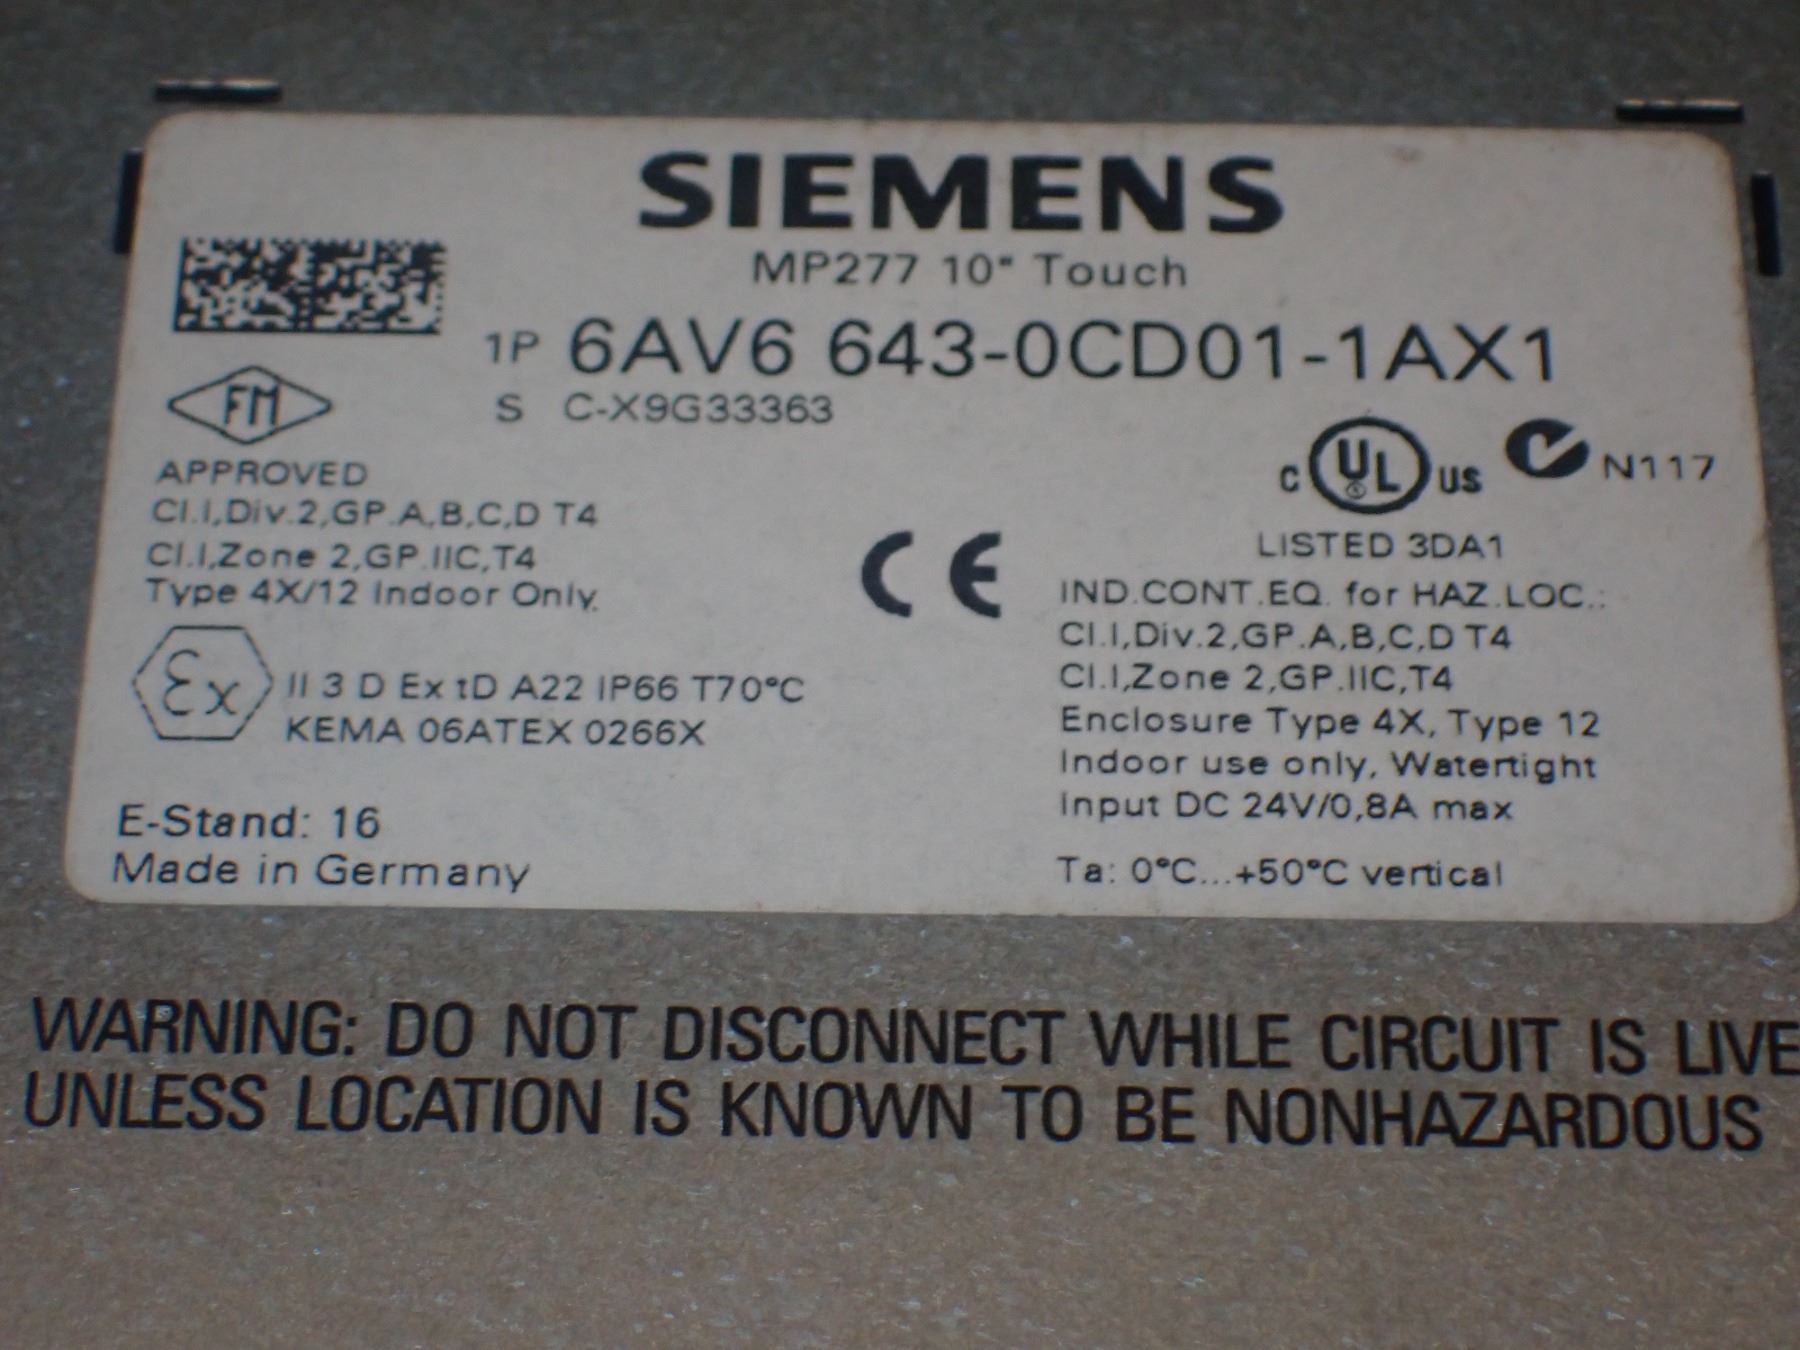 SIEMENS
MP277 10" Touch
1P 6AV6 643-0CD01-1AX1
S C-X9G33363
FM
APPROVED
Cl.I,Div.2,GP.A,B,C,D T4
Cl.I,Zone 2,GP.IIC,T4
Type 4X/12 Indoor Only.
Ex II 3 D Ex tD A22 IP66 T70°C
KEMA 06ATEX 0266X
E-Stand: 16
Made in Germany
CE
C UL US N117
LISTED 3DA1
IND.CONT.EQ. for HAZ.LOC.:
Cl.I,Div.2,GP.A,B,C,D T4
Cl.I,Zone 2,GP.IIC,T4
Enclosure Type 4X, Type 12
Indoor use only, Watertight
Input DC 24V/0,8A max
Ta: 0°C...+50°C vertical
WARNING: DO NOT DISCONNECT WHILE CIRCUIT IS LIVE
UNLESS LOCATION IS KNOWN TO BE NONHAZARDOUS